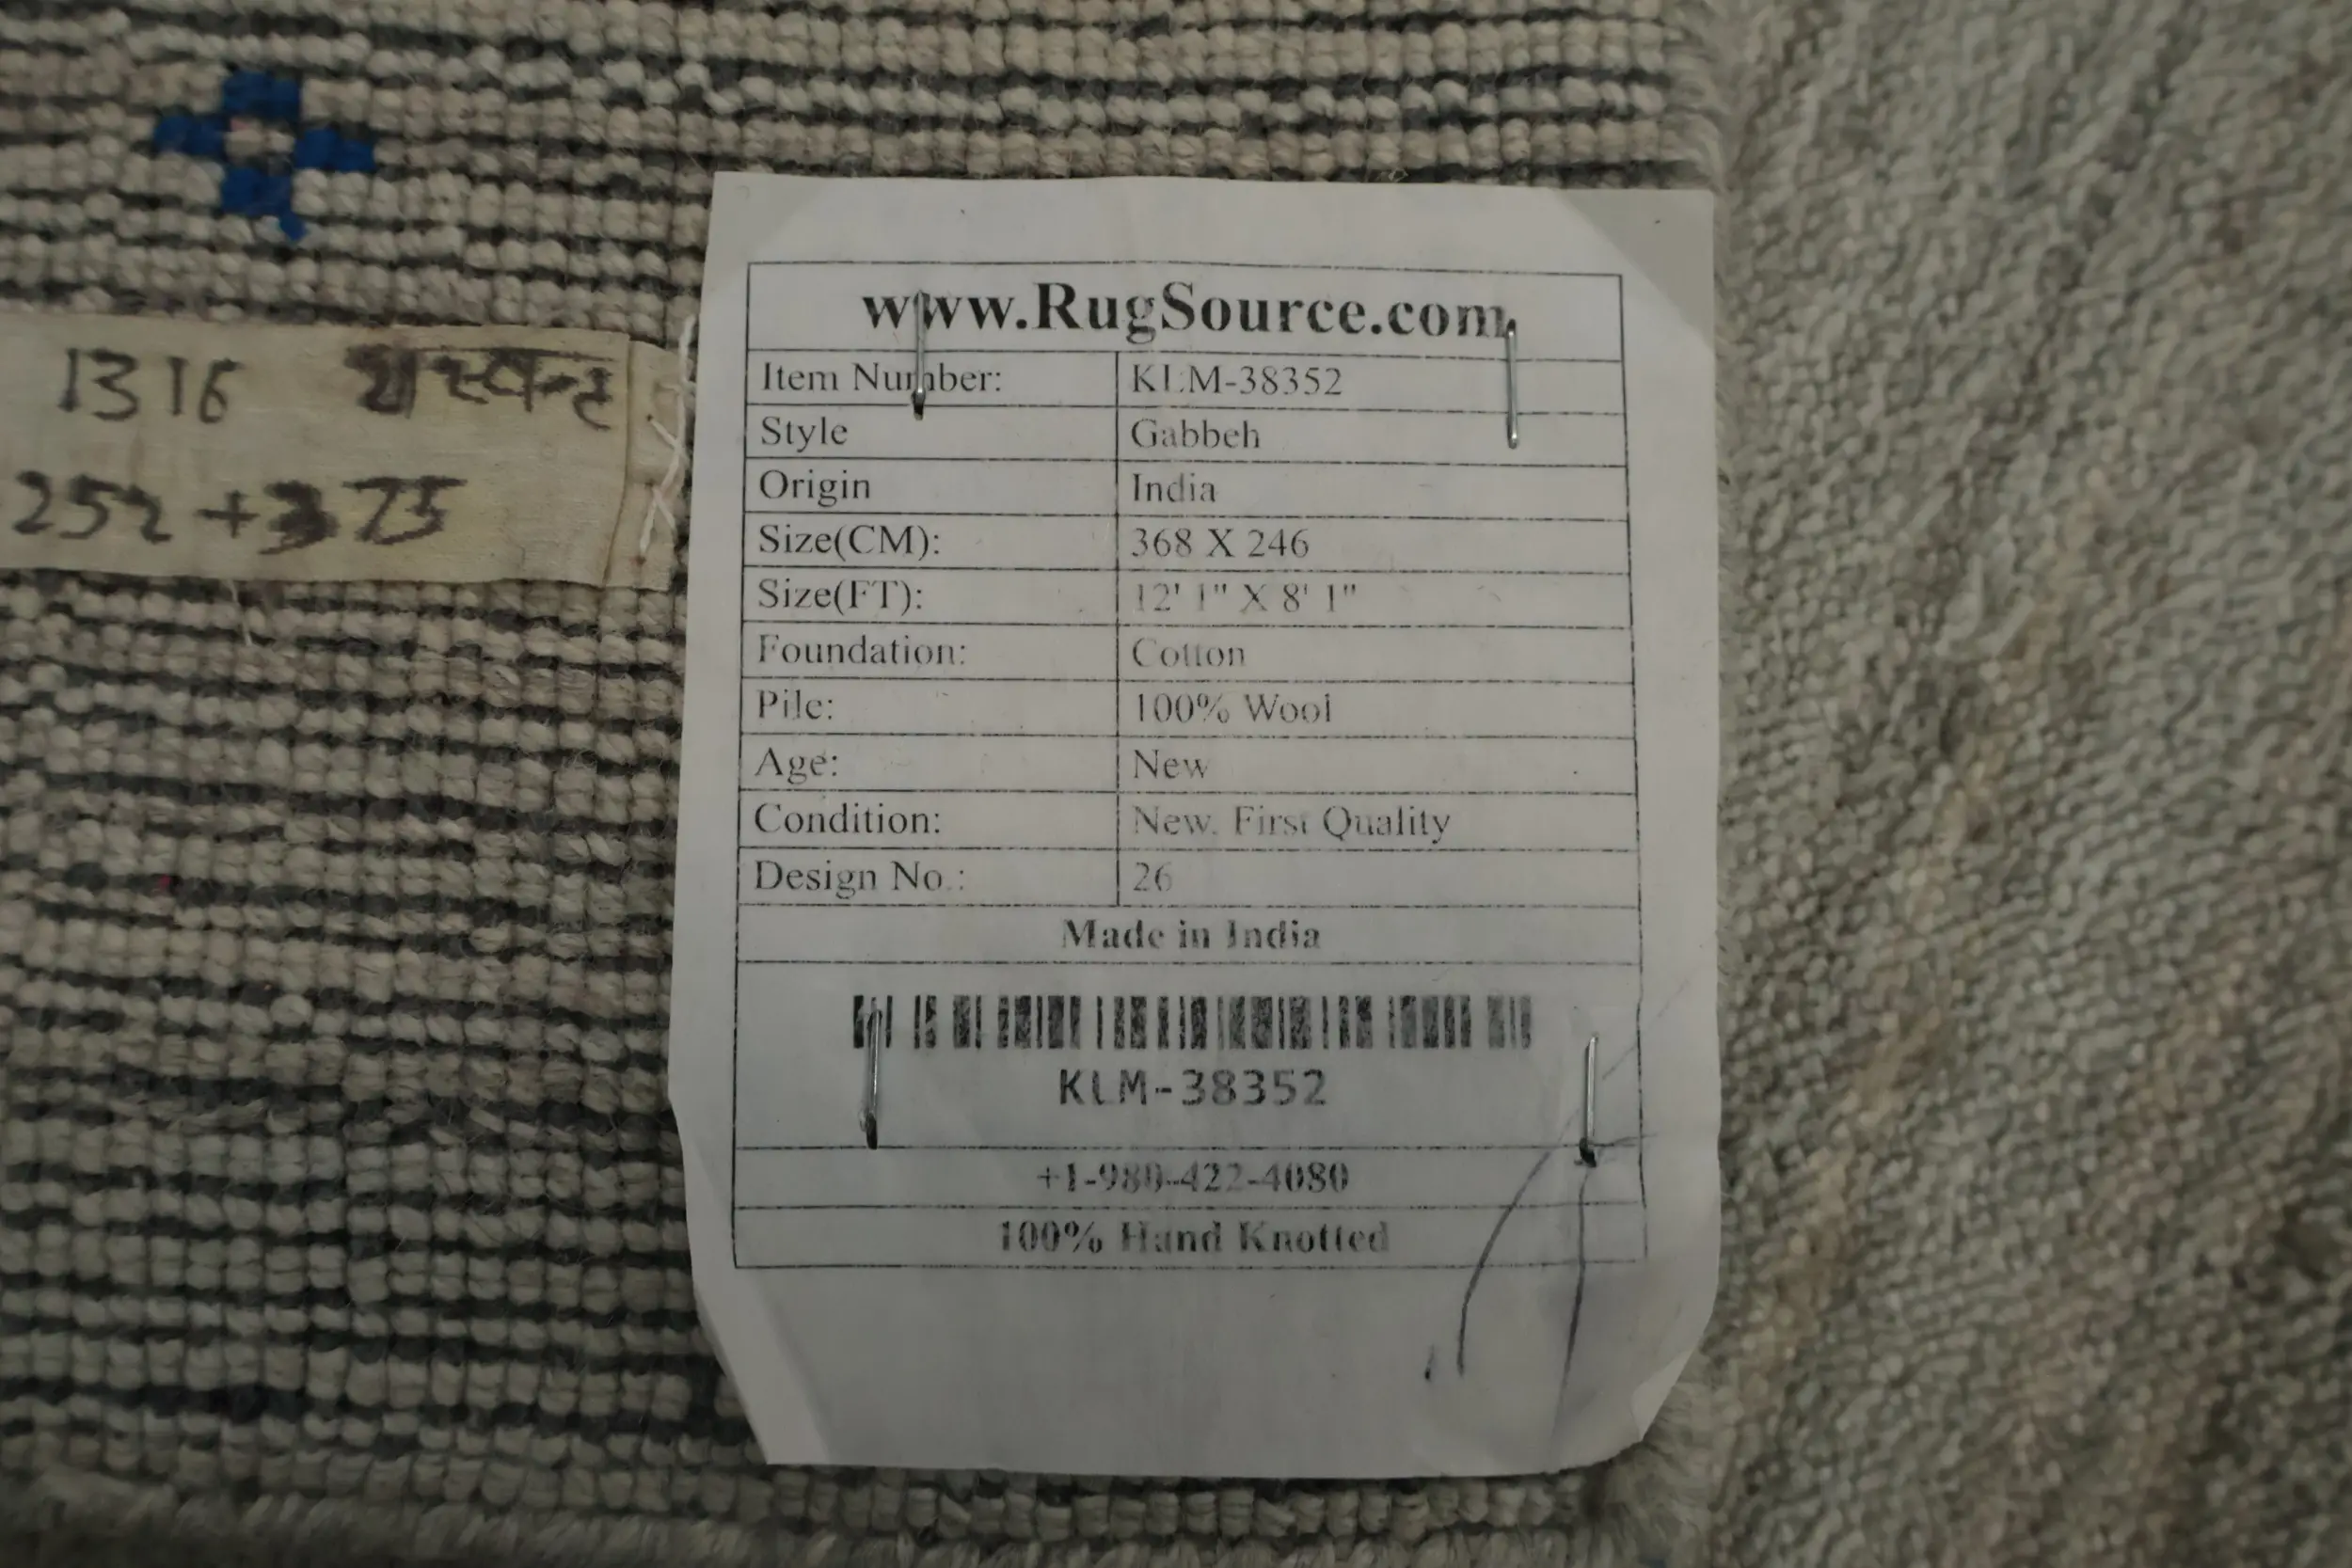 1316
252+375
www.RugSource.com
Item Number: KLM-38352
Style Gabbeh
Origin India
Size(CM): 368 X 246
Size(FT): 12' 1" X 8' 1"
Foundation: Cotton
Pile: 100% Wool
Age: New
Condition: New, First Quality
Design No.: 26
Made in India
KLM-38352
+1-980-422-4080
100% Hand Knotted